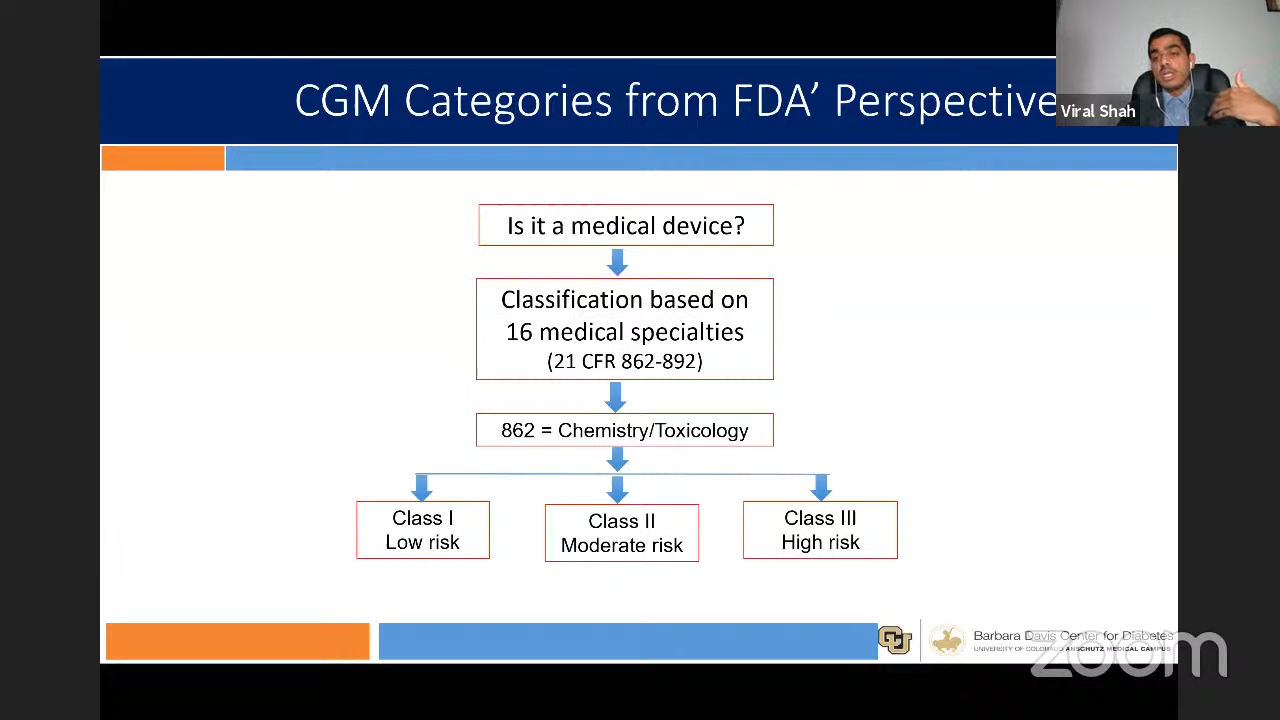 CGM Categories from FDA’ Perspective
Viral Shah
Is it a medical device?
Classification based on
16 medical specialties
(21 CFR 862-892)
862 = Chemistry/Toxicology
Class I
Low risk
Class II
Moderate risk
Class III
High risk
CU
Barbara Davis Center for Diabetes
UNIVERSITY OF COLORADO ANSCHUTZ MEDICAL CAMPUS
zoom